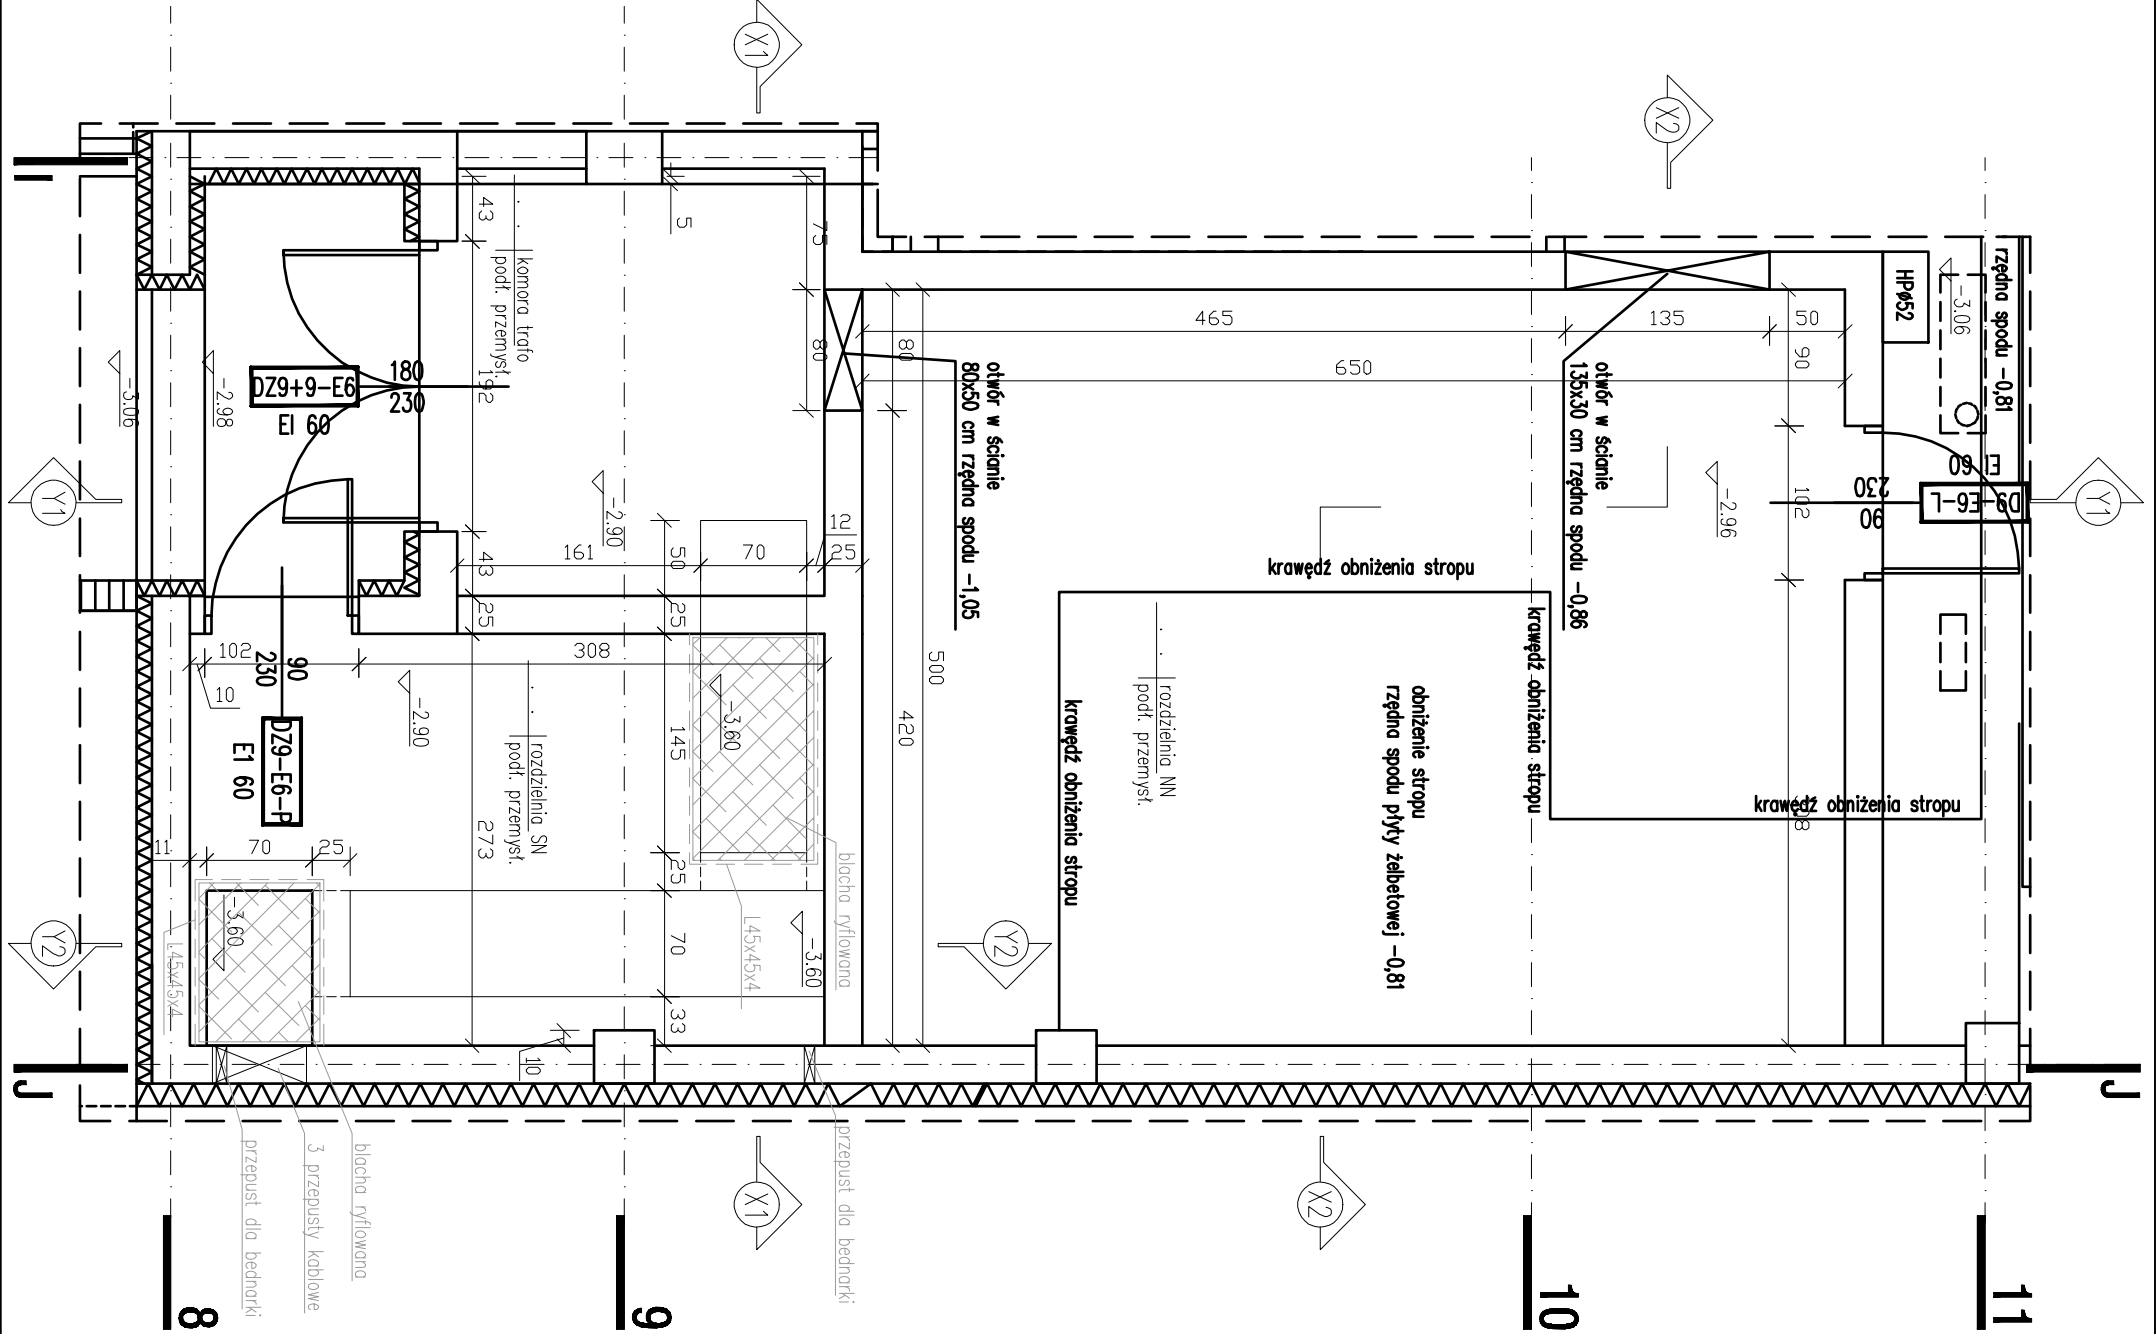 X1
X2
I
rzędna spodu -0,81
-3.06
HPø52
43
5
75
komora trafo
podł. przemysł.
465
135
50
80
80
650
90
otwór w ścianie
80x50 cm rzędna spodu -1,05
otwór w ścianie
135x30 cm rzędna spodu -0,86
DZ9+9-E6
EI 60
180
230
192
-3.06
-2.98
-2.90
-2.96
EI 60
D9-E6-L
230
90
102
Y1
Y1
12
161
70
25
50
43
25
25
krawędź obniżenia stropu
krawędź obniżenia stropu
krawędź obniżenia stropu
krawędź obniżenia stropu
102
308
10
90
230
DZ9-E6-P
E1 60
-2.90
-3.60
145
500
420
rozdzielnia SN
podł. przemysł.
273
rozdzielnia NN
podł. przemysł.
obniżenie stropu
rzędna spodu płyty żelbetowej -0,81
11
70
25
25
70
33
10
-3.60
-3.60
L45x45x4
L45x45x4
blacha ryflowana
Y2
Y2
J
J
przepust dla bednarki
3 przepusty kablowe
blacha ryflowana
przepust dla bednarki
X1
X2
8
9
10
11